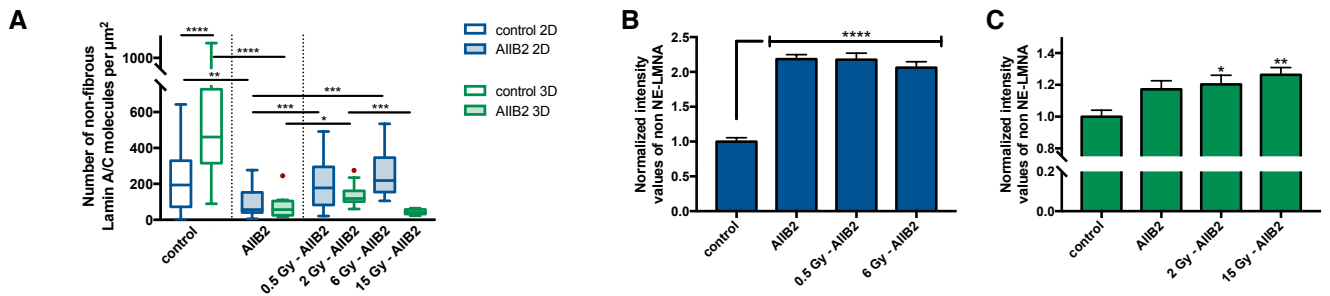 A
Number of non-fibrous
Lamin A/C molecules per µm²
1000
600
400
200
0
****
****
**
***
***
***
*
control
AIIB2
0.5 Gy - AIIB2
2 Gy - AIIB2
6 Gy - AIIB2
15 Gy - AIIB2
control 2D
AIIB2 2D
control 3D
AIIB2 3D
B
Normalized intensity
values of non NE-LMNA
2.5
2.0
1.5
1.0
0.5
0.0
****
control
AIIB2
0.5 Gy - AIIB2
6 Gy - AIIB2
C
Normalized intensity
values of non NE-LMNA
1.4
1.2
1.0
0.8
0.2
0.0
*
**
control
AIIB2
2 Gy - AIIB2
15 Gy - AIIB2